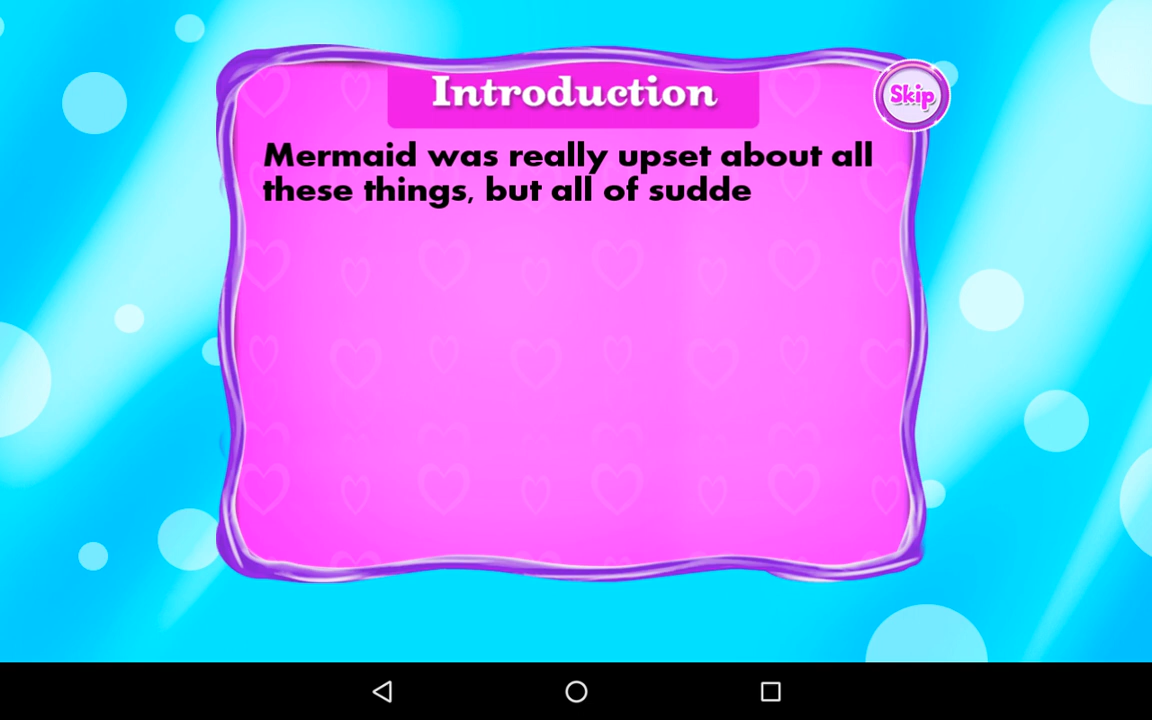 Introduction
Skip
Mermaid was really upset about all
these things, but all of sudde